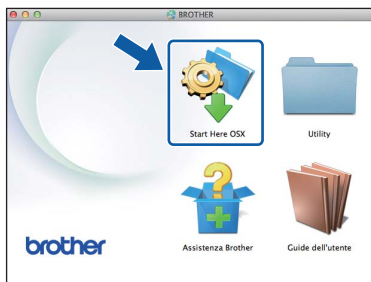 BROTHER
Start Here OSX
Utility
Assistenza Brother
Guide dell'utente
brother